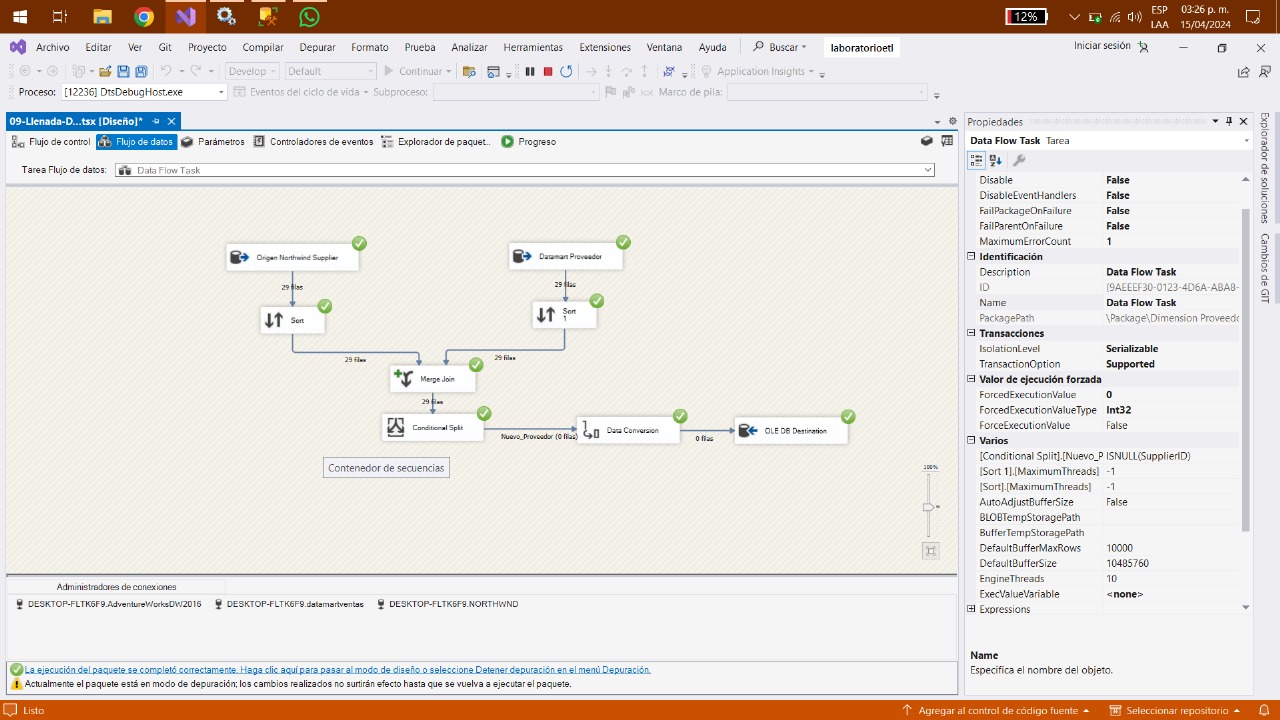 12%
ESP
LAA
03:26 p. m.
15/04/2024
Archivo Editar Ver Git Proyecto Compilar Depurar Formato Prueba Analizar Herramientas Extensiones Ventana Ayuda Buscar laboratorioetl Iniciar sesión
Develop Default Continuar Application Insights
Proceso: [12236] DtsDebugHost.exe Eventos del ciclo de vida Subproceso: Marco de pila:
09-Llenada-D...tsx [Diseño]*
Flujo de control Flujo de datos Parámetros Controladores de eventos Explorador de paquet... Progreso
Tarea Flujo de datos: Data Flow Task
Origen Northwind Supplier
Datamart Proveedor
29 filas
29 filas
Sort
Sort
1
29 filas
29 filas
Merge Join
29 filas
Conditional Split
Nuevo_Proveedor (0 filas)
Data Conversion
0 filas
OLE DB Destination
Contenedor de secuencias
100%
Administradores de conexiones
DESKTOP-FLTK6F9.AdventureWorksDW2016 DESKTOP-FLTK6F9.datamartventas DESKTOP-FLTK6F9.NORTHWND
La ejecución del paquete se completó correctamente. Haga clic aquí para pasar al modo de diseño o seleccione Detener depuración en el menú Depuración.
Actualmente el paquete está en modo de depuración; los cambios realizados no surtirán efecto hasta que se vuelva a ejecutar el paquete.
Propiedades
Data Flow Task Tarea
Disable False
DisableEventHandlers False
FailPackageOnFailure False
FailParentOnFailure False
MaximumErrorCount 1
Identificación
Description Data Flow Task
ID {9AEEEF30-0123-4D6A-ABA8-
Name Data Flow Task
PackagePath \Package\Dimension Proveedo
Transacciones
IsolationLevel Serializable
TransactionOption Supported
Valor de ejecución forzada
ForcedExecutionValue 0
ForcedExecutionValueType Int32
ForceExecutionValue False
Varios
[Conditional Split].[Nuevo_P ISNULL(SupplierID)
[Sort 1].[MaximumThreads] -1
[Sort].[MaximumThreads] -1
AutoAdjustBufferSize False
BLOBTempStoragePath
BufferTempStoragePath
DefaultBufferMaxRows 10000
DefaultBufferSize 10485760
EngineThreads 10
ExecValueVariable <none>
Expressions
Name
Especifica el nombre del objeto.
Explorador de soluciones
Cambios de GIT
Listo Agregar al control de código fuente Seleccionar repositorio